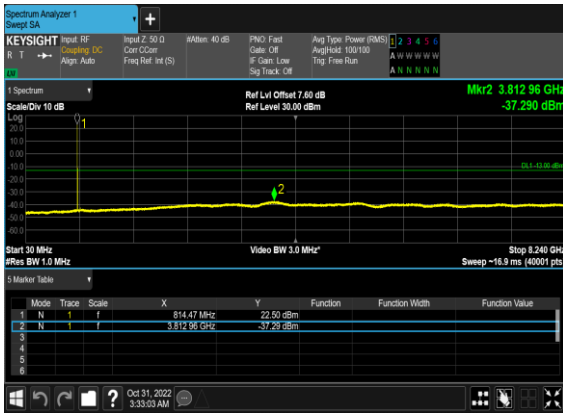 Spectrum Analyzer 1
Swept SA
+
KEYSIGHT Input: RF Input Z: 50 Ω #Atten: 40 dB PNO: Fast Avg Type: Power (RMS) 1 2 3 4 5 6
R T Coupling: DC Corr CCorr Gate: Off Avg|Hold: 100/100 A W W W W W
Align: Auto Freq Ref: Int (S) IF Gain: Low Trig: Free Run
LW Sig Track: Off A N N N N N
1 Spectrum Ref Lvl Offset 7.60 dB Mkr2 3.812 96 GHz
Scale/Div 10 dB Ref Level 30.00 dBm -37.290 dBm
Log
20.0
10.0
0.00
-10.0
-20.0
-30.0
-40.0
-50.0
-60.0
1
DL1 -13.00 dBm
2
Start 30 MHz Video BW 3.0 MHz* Stop 8.240 GHz
#Res BW 1.0 MHz Sweep ~16.9 ms (40001 pts)
5 Marker Table
Mode Trace Scale X Y Function Function Width Function Value
1 N 1 f 814.47 MHz 22.50 dBm
2 N 1 f 3.812 96 GHz -37.29 dBm
3
4
5
6
? Oct 31, 2022
3:33:03 AM